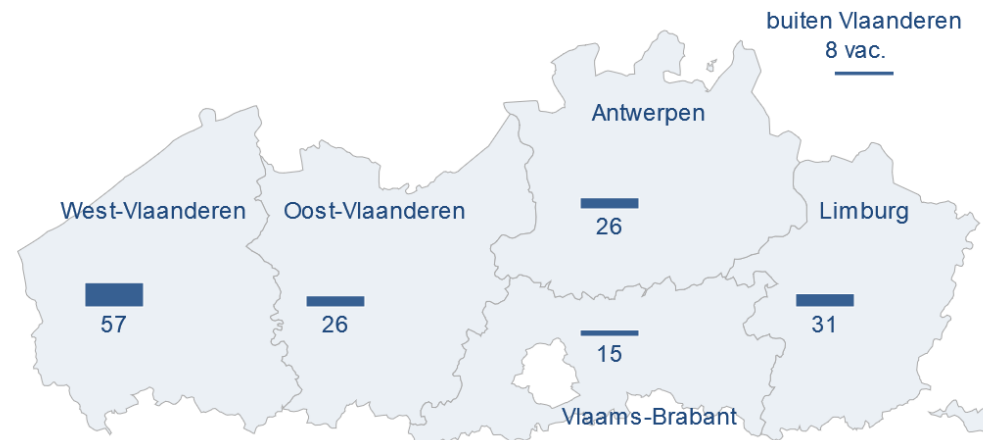 buiten Vlaanderen
8 vac.
Antwerpen
26
West-Vlaanderen
57
Oost-Vlaanderen
26
Limburg
31
15
Vlaams-Brabant